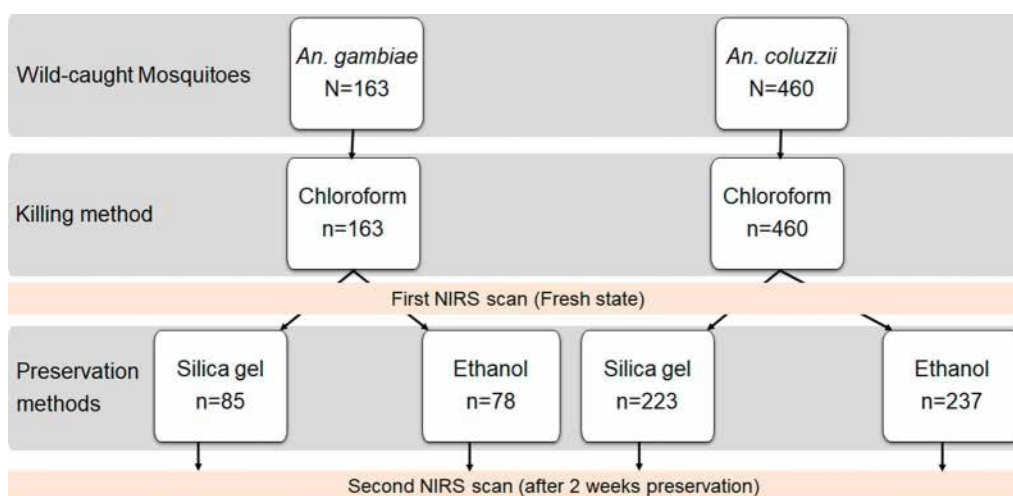 Wild-caught Mosquitoes
An. gambiae
N=163
An. coluzzii
N=460
Killing method
Chloroform
n=163
Chloroform
n=460
First NIRS scan (Fresh state)
Preservation
methods
Silica gel
n=85
Ethanol
n=78
Silica gel
n=223
Ethanol
n=237
Second NIRS scan (after 2 weeks preservation)